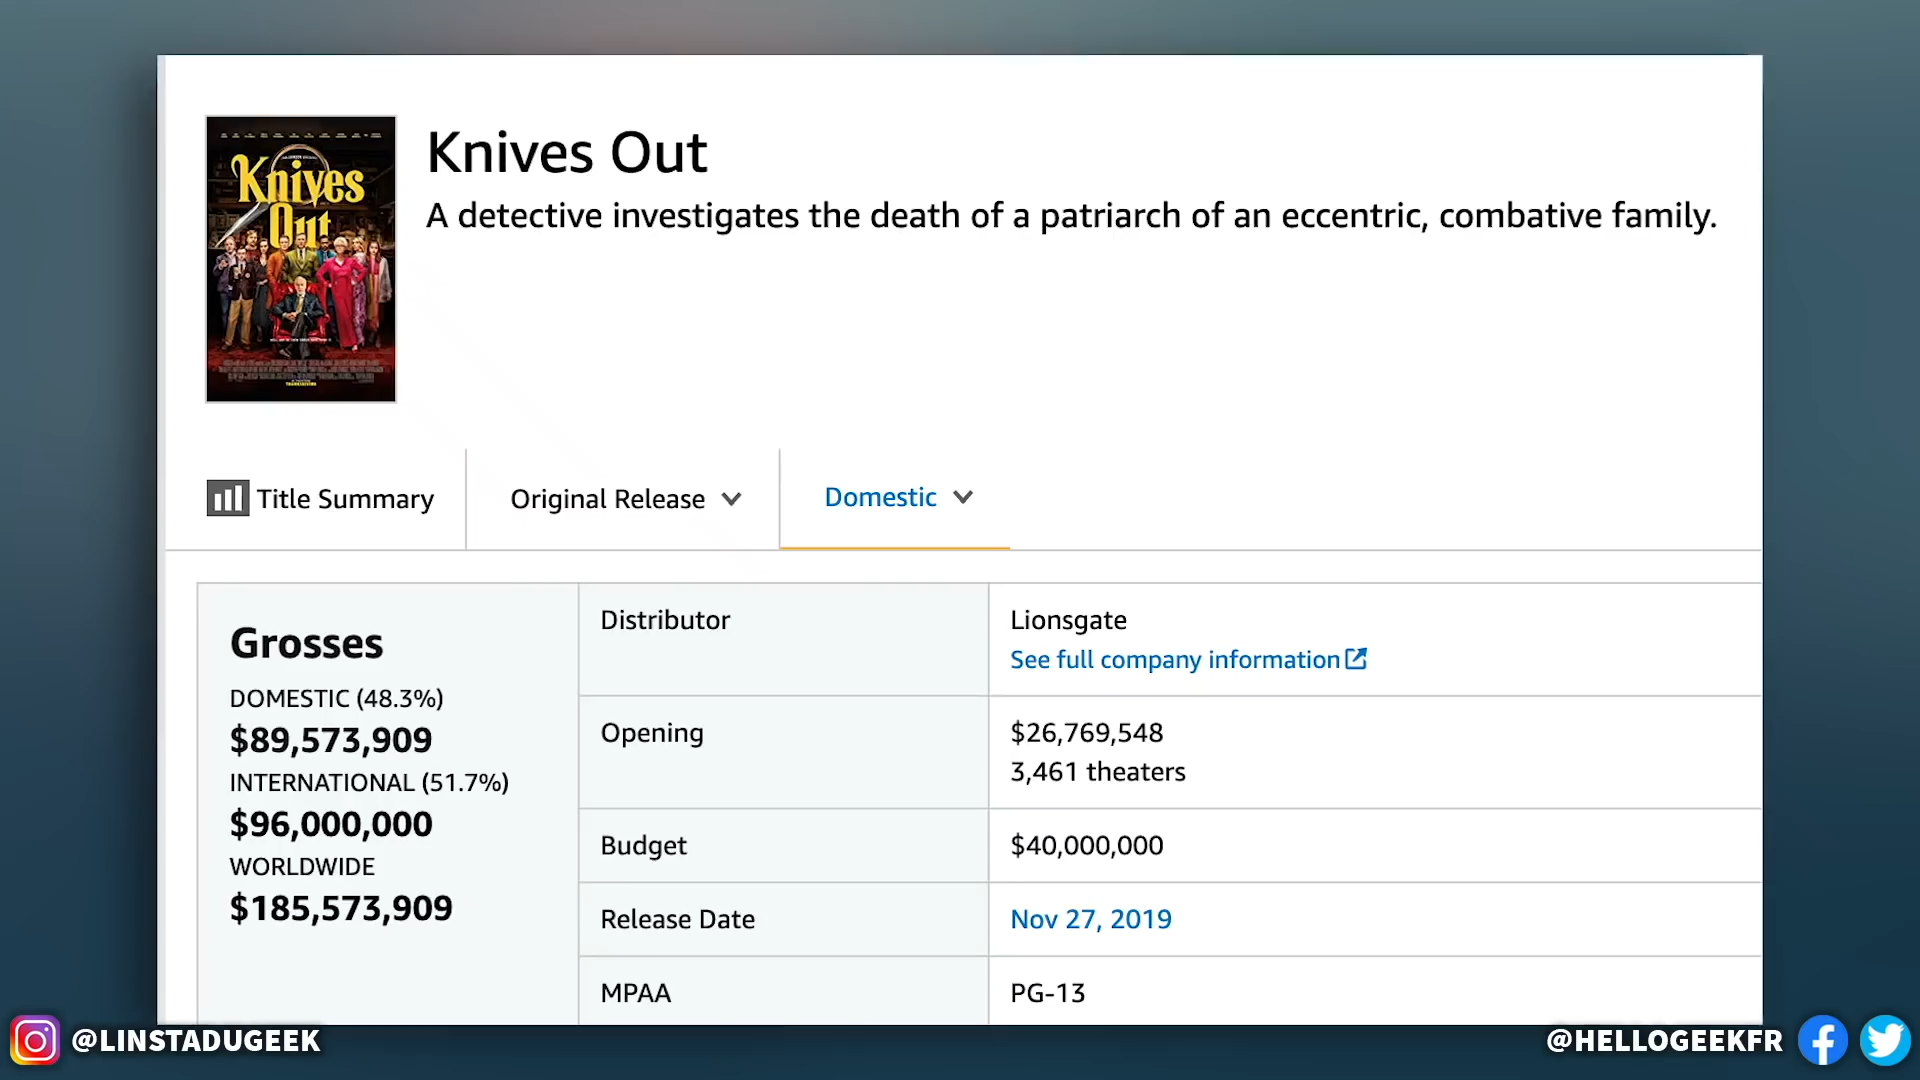 Knives
Out
Knives Out
A detective investigates the death of a patriarch of an eccentric, combative family.
Title Summary
Original Release
Domestic
Grosses
DOMESTIC (48.3%)
$89,573,909
INTERNATIONAL (51.7%)
$96,000,000
WORLDWIDE
$185,573,909
Distributor
Lionsgate
See full company information
Opening
$26,769,548
3,461 theaters
Budget
$40,000,000
Release Date
Nov 27, 2019
MPAA
PG-13
@LINSTADUGEEK
@HELLOGEEKFR